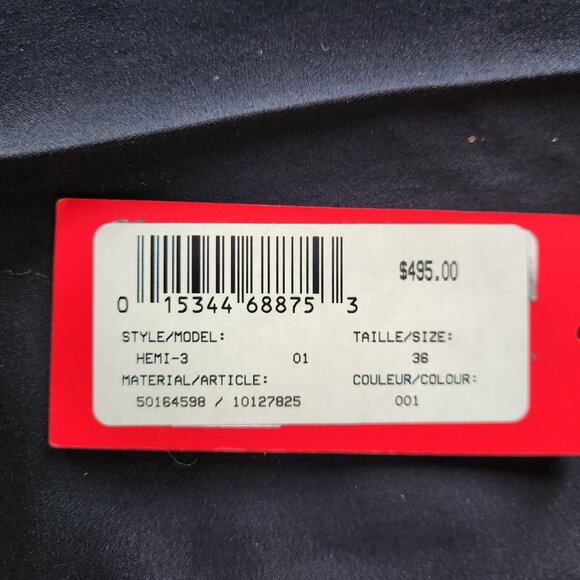 $495.00
0 15344 68875 3
STYLE/MODEL: TAILLE/SIZE:
HEMI-3 01 36
MATERIAL/ARTICLE: COULEUR/COLOUR:
50164598 / 10127825 001